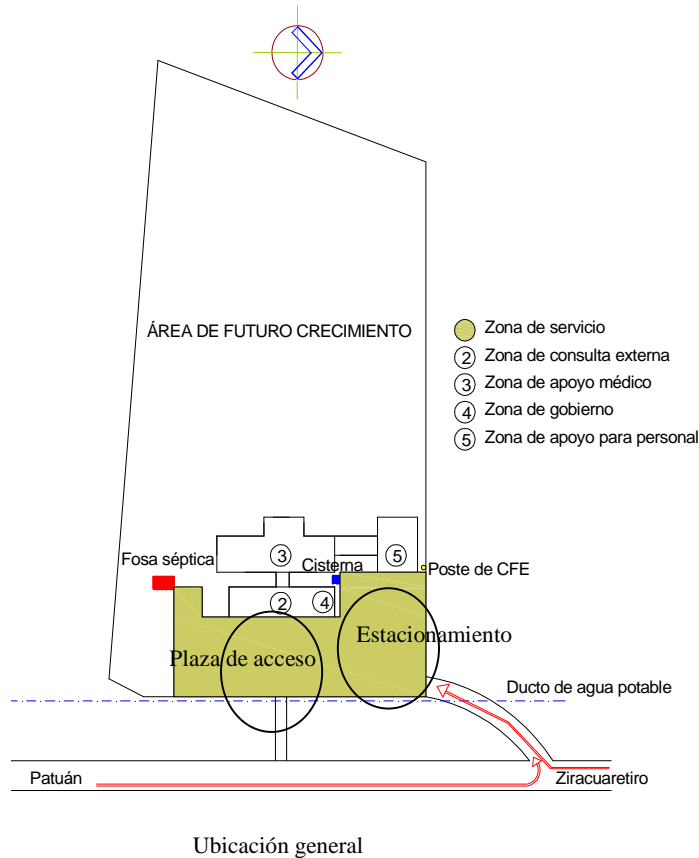 ÁREA DE FUTURO CRECIMIENTO
Zona de servicio
2 Zona de consulta externa
3 Zona de apoyo médico
4 Zona de gobierno
5 Zona de apoyo para personal
Fosa séptica
3
Cisterna
5
Poste de CFE
2
4
Estacionamiento
Plaza de acceso
Ducto de agua potable
Patuán
Ziracuaretiro
Ubicación general